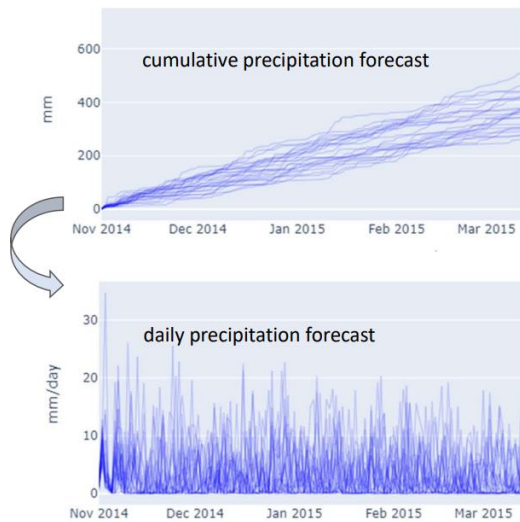 600
cumulative precipitation forecast
400
mm
200
0
Nov 2014 Dec 2014 Jan 2015 Feb 2015 Mar 2015
30
daily precipitation forecast
20
mm/day
10
0
Nov 2014 Dec 2014 Jan 2015 Feb 2015 Mar 2015